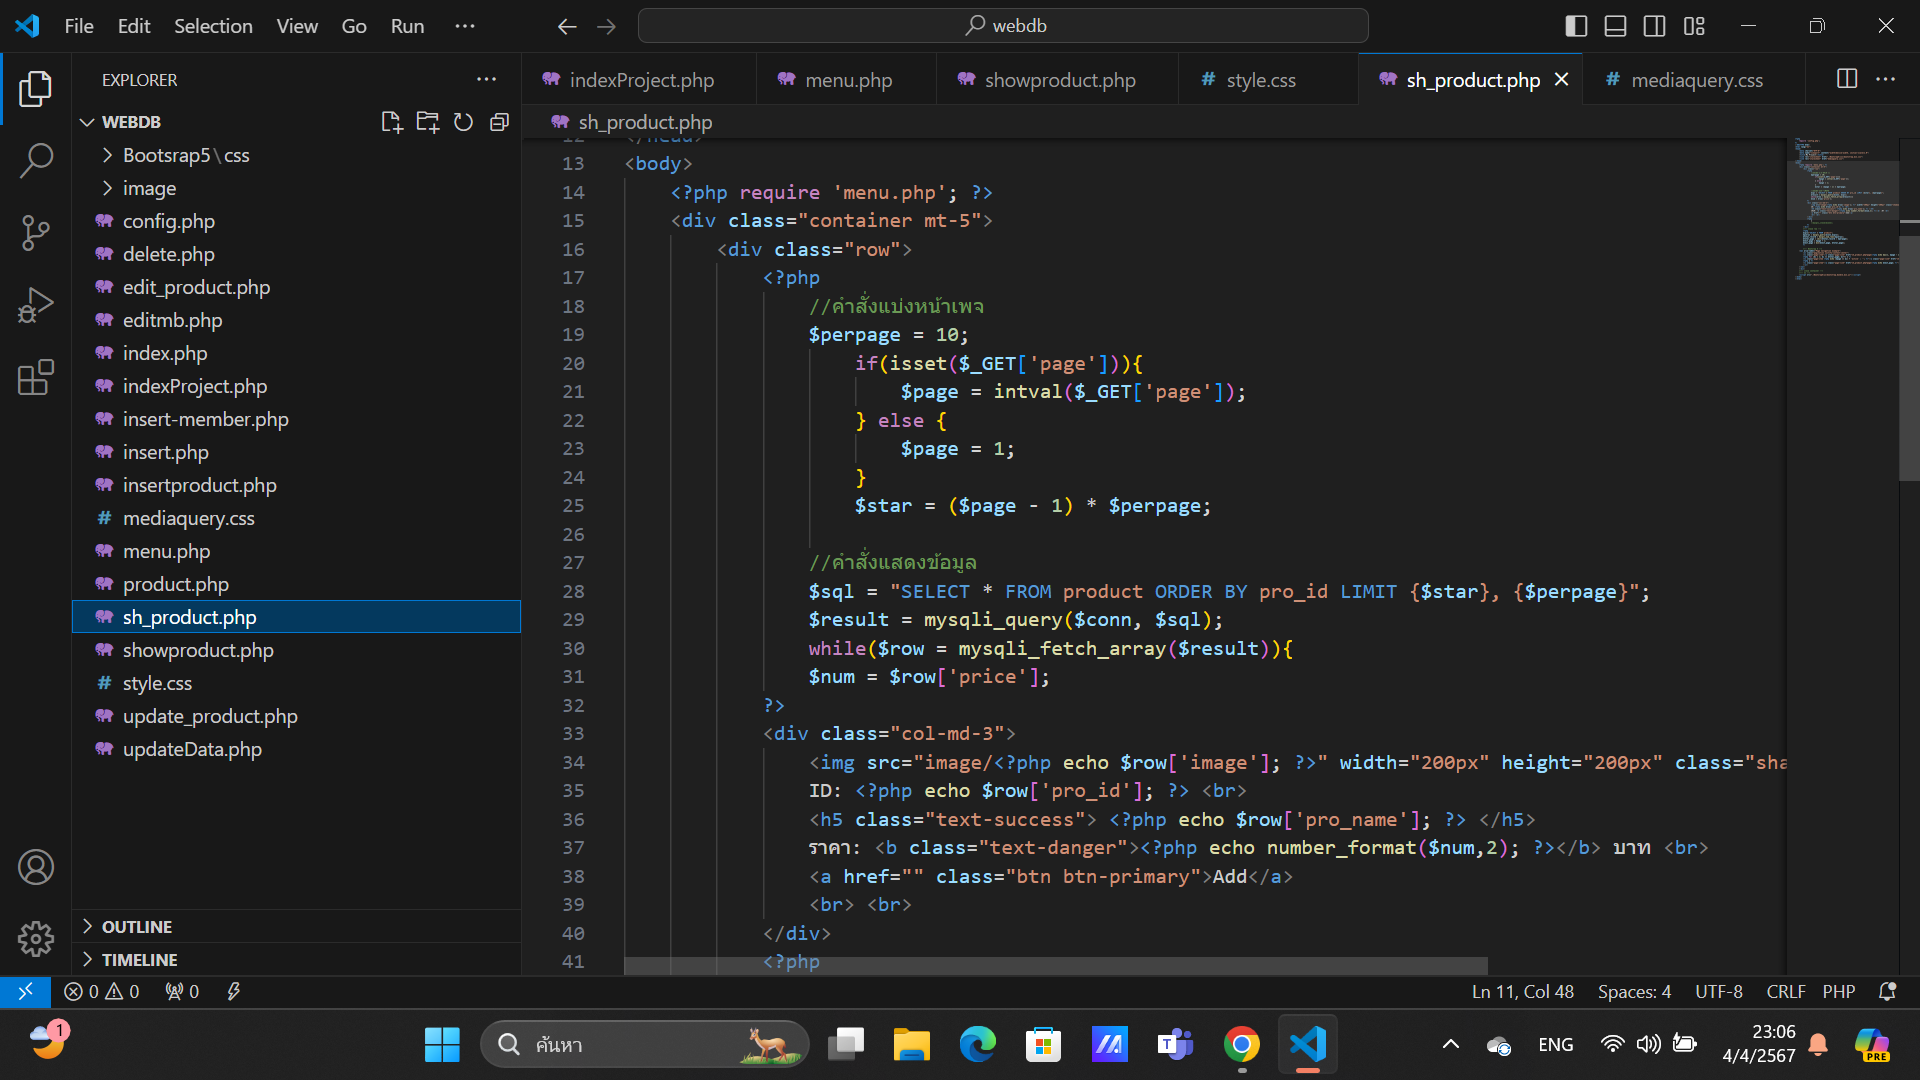 File Edit Selection View Go Run ···
webdb
EXPLORER ···
indexProject.php menu.php showproduct.php style.css sh_product.php mediaquery.css
WEBDB
sh_product.php
Bootsrap5\css
image
config.php
delete.php
edit_product.php
editmb.php
index.php
indexProject.php
insert-member.php
insert.php
insertproduct.php
mediaquery.css
menu.php
product.php
sh_product.php
showproduct.php
style.css
update_product.php
updateData.php
OUTLINE
TIMELINE
12 </head>
13 <body>
14 <?php require 'menu.php'; ?>
15 <div class="container mt-5">
16 <div class="row">
17 <?php
18 //คำสั่งแบ่งหน้าเพจ
19 $perpage = 10;
20 if(isset($_GET['page'])){
21 $page = intval($_GET['page']);
22 } else {
23 $page = 1;
24 }
25 $star = ($page - 1) * $perpage;
26
27 //คำสั่งแสดงข้อมูล
28 $sql = "SELECT * FROM product ORDER BY pro_id LIMIT {$star}, {$perpage}";
29 $result = mysqli_query($conn, $sql);
30 while($row = mysqli_fetch_array($result)){
31 $num = $row['price'];
32 ?>
33 <div class="col-md-3">
34 <img src="image/<?php echo $row['image']; ?>" width="200px" height="200px" class="sha
35 ID: <?php echo $row['pro_id']; ?> <br>
36 <h5 class="text-success"> <?php echo $row['pro_name']; ?> </h5>
37 ราคา: <b class="text-danger"><?php echo number_format($num,2); ?></b> บาท <br>
38 <a href="" class="btn btn-primary">Add</a>
39 <br> <br>
40 </div>
41 <?php
0 0 0 Ln 11, Col 48 Spaces: 4 UTF-8 CRLF PHP
1 ค้นหา ENG 23:06
4/4/2567
PRE